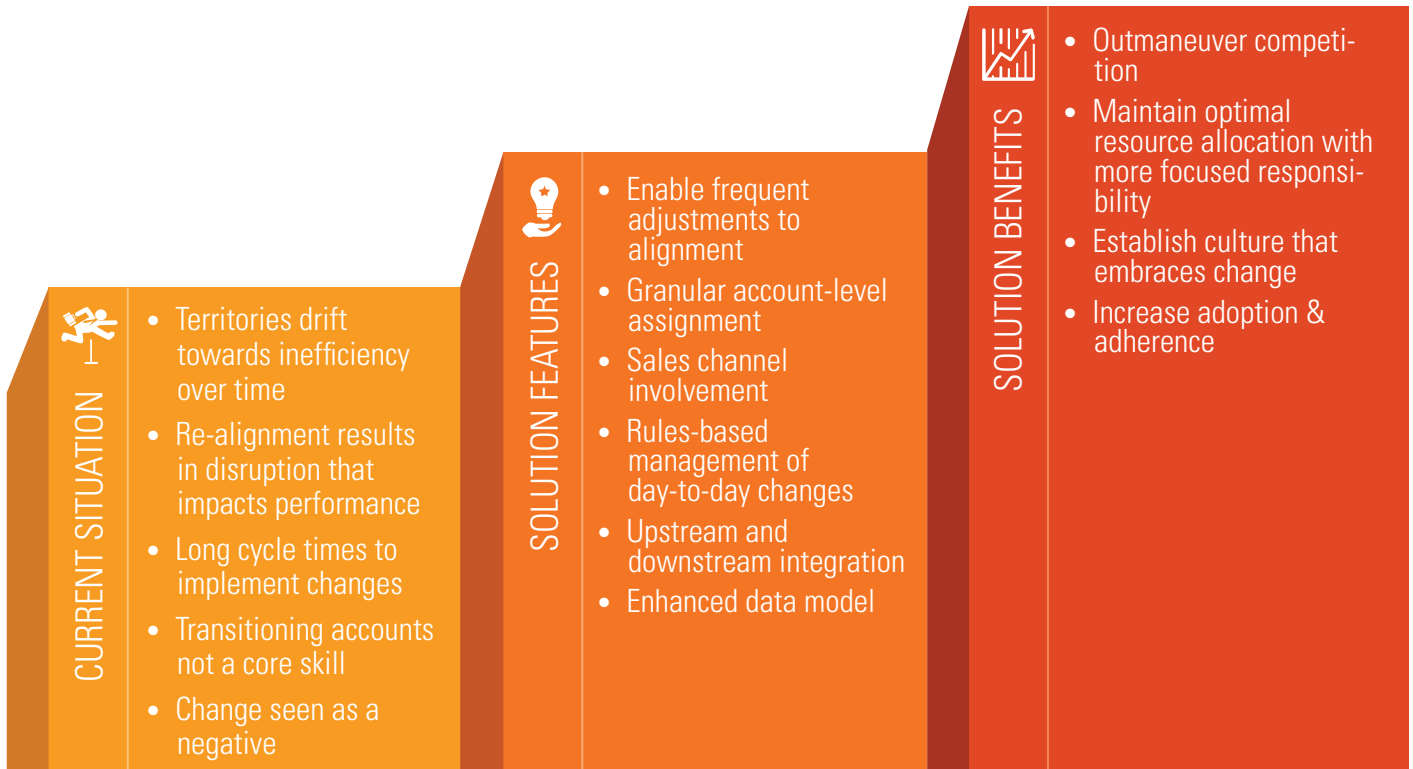 CURRENT SITUATION
• Territories drift
towards inefficiency
over time
• Re-alignment results
in disruption that
impacts performance
• Long cycle times to
implement changes
• Transitioning accounts
not a core skill
• Change seen as a
negative
SOLUTION FEATURES
• Enable frequent
adjustments to
alignment
• Granular account-level
assignment
• Sales channel
involvement
• Rules-based
management of
day-to-day changes
• Upstream and
downstream integration
• Enhanced data model
SOLUTION BENEFITS
• Outmaneuver competi-
tion
• Maintain optimal
resource allocation with
more focused responsi-
bility
• Establish culture that
embraces change
• Increase adoption &
adherence